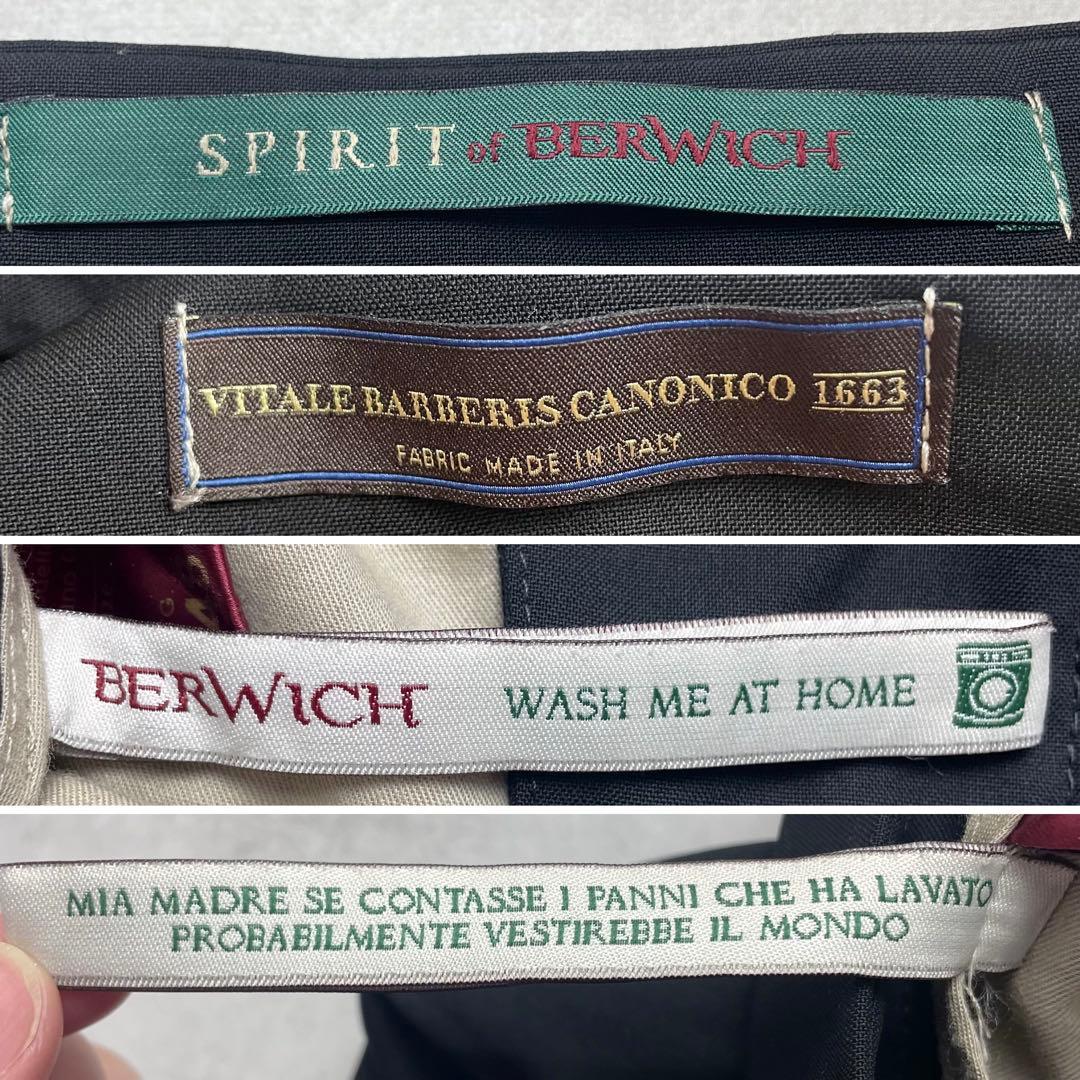 SPIRIT of BERWICH
VITALE BARBERIS CANONICO 1663
FABRIC MADE IN ITALY
BERWICH WASH ME AT HOME
MIA MADRE SE CONTASSE I PANNI CHE HA LAVATO
PROBABILMENTE VESTIREBBE IL MONDO